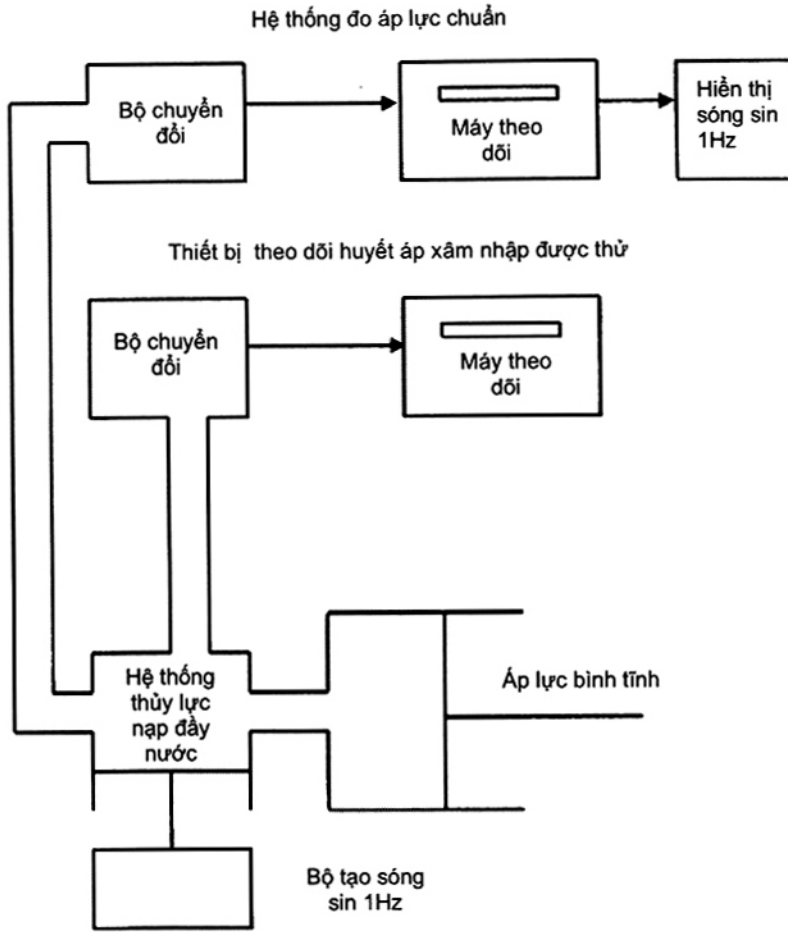 Hệ thống đo áp lực chuẩn
Bộ chuyển
đổi
Máy theo
dõi
Hiển thị
sóng sin
1Hz
Thiết bị theo dõi huyết áp xâm nhập được thử
Bộ chuyển
đổi
Máy theo
dõi
Hệ thống
thủy lực
nạp đầy
nước
Áp lực bình tĩnh
Bộ tạo sóng
sin 1Hz